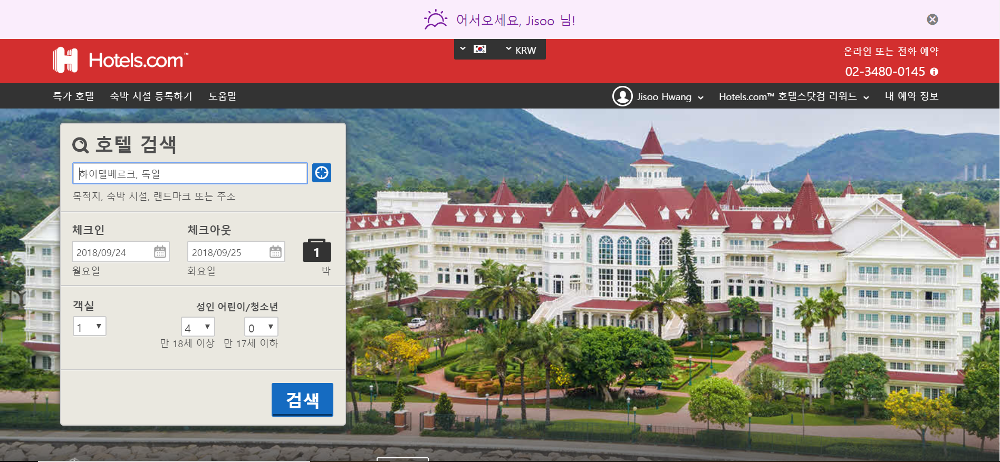 어서오세요, Jisoo 님!
Hotels.com™
KRW
온라인 또는 전화 예약
02-3480-0145
특가 호텔 숙박 시설 등록하기 도움말
Jisoo Hwang Hotels.com™ 호텔스닷컴 리워드 내 예약 정보
호텔 검색
하이델베르크, 독일
목적지, 숙박 시설, 랜드마크 또는 주소
체크인 체크아웃
2018/09/24 2018/09/25 1
월요일 화요일 박
객실 성인 어린이/청소년
1 4 0
만 18세 이상 만 17세 이하
검색